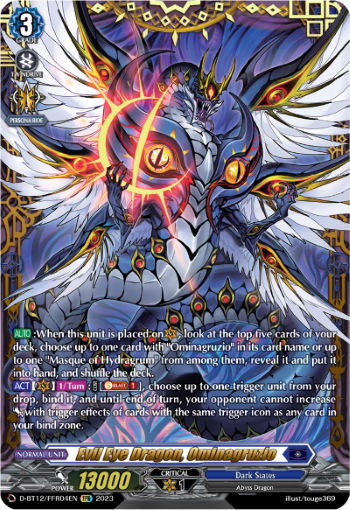 3
GRADE
TWIN DRIVE
PERSONA RIDE
AUTO :When this unit is placed on , look at the top five cards of your
deck, choose up to one card with "Ominagruzio" in its card name or up
to one "Masque of Hydragrum" from among them, reveal it and put it
into hand, and shuffle the deck.
ACT 1/Turn : BLAST 1 , choose up to one trigger unit from your
drop, bind it, and until end of turn, your opponent cannot increase
with trigger effects of cards with the same trigger icon as any card in
your bind zone.
NORMAL UNIT
Evil Eye Dragon, Ominagruzio
POWER 13000
CRITICAL
1
Dark States
Abyss Dragon
D-BT12/FFR04EN FFR 2023
illust/touge369